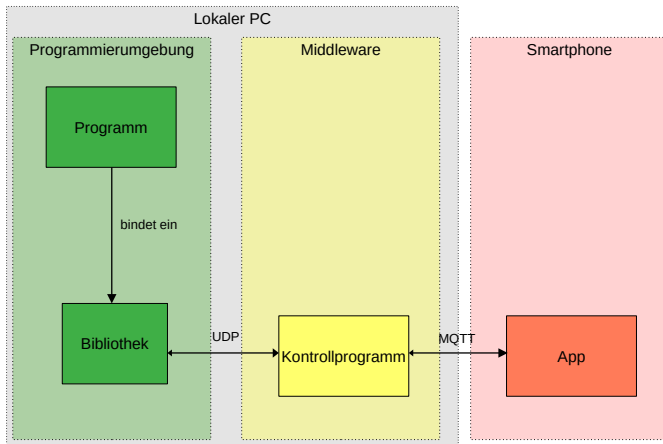 Lokaler PC
Programmierumgebung
Middleware
Smartphone
Programm
bindet ein
Bibliothek
UDP
Kontrollprogramm
MQTT
App